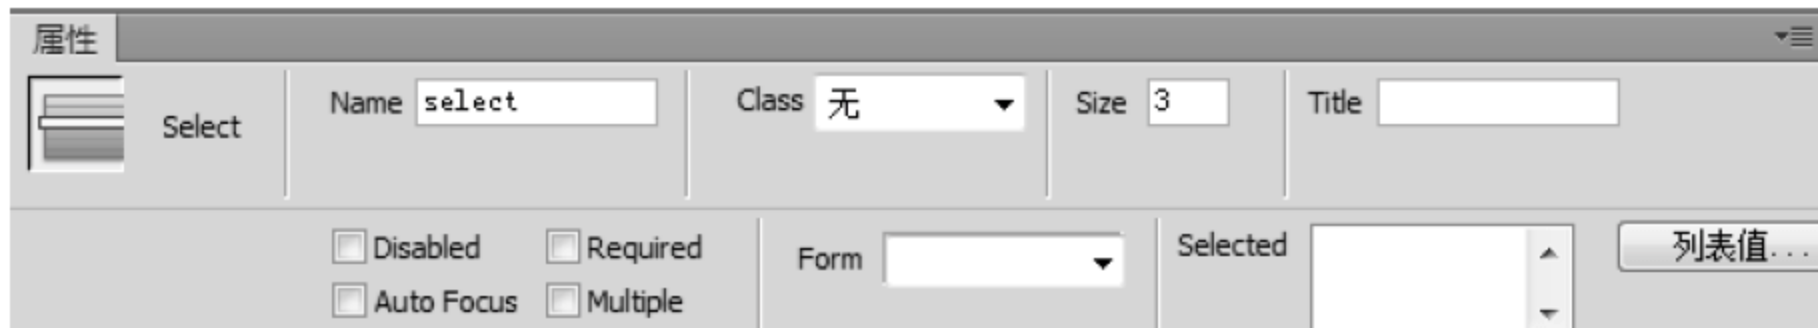 属性
Select
Name select
Class 无
Size 3
Title
Disabled
Required
Auto Focus
Multiple
Form
Selected
列表值...